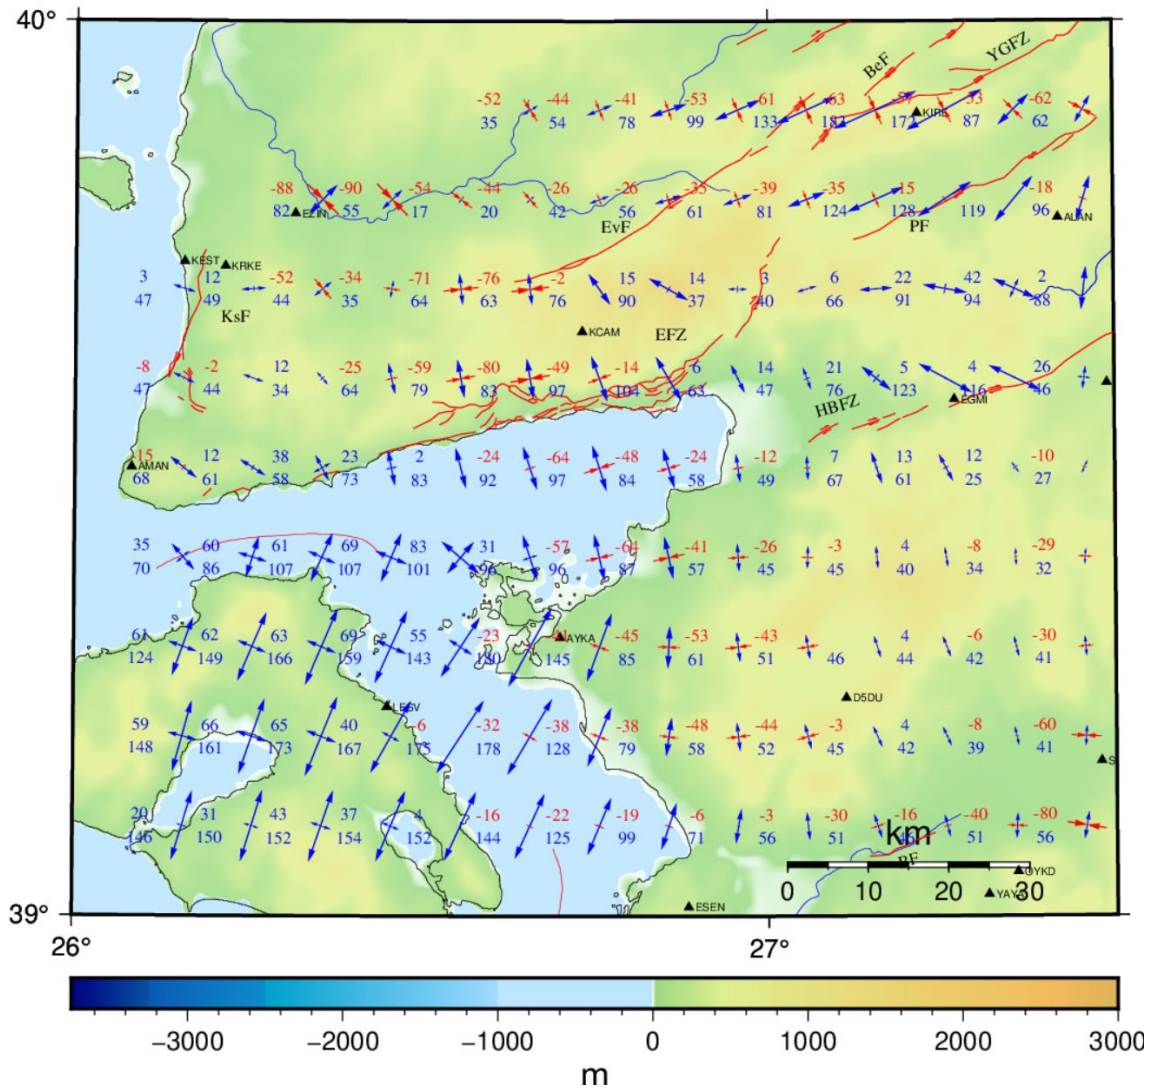 40°
BeF
YGFZ
-52 -44 -41 -53 -61 -63 -57 -53 -62
KIRE
35 54 78 99 133 183 173 87 62
-88 -90 -54 -44 -26 -26 -35 -39 -35 -15 -18
82 EZIN 55 17 20 42 56 61 81 124 128 119 96 ALAN
EvF
PF
KEST
KRKE
3 12 -52 -34 -71 -76 -2 15 14 3 6 22 42 2
47 49 44 35 64 63 76 90 37 40 66 91 94 88
KsF
KCAM
EFZ
-8 -2 12 -25 -59 -80 -49 -14 6 14 21 5 4 26
47 44 34 64 79 83 97 104 63 47 76 123 116 46
EGMI
HBFZ
-15 12 38 23 2 -24 -64 -48 -24 -12 7 13 12 -10
AMAN
68 61 58 73 83 92 97 84 58 49 67 61 25 27
35 60 61 69 83 31 -57 -64 -41 -26 -3 4 -8 -29
70 86 107 107 101 96 96 87 57 45 45 40 34 32
61 62 63 69 55 -23 -45 -53 -43 4 -6 -30
AYKA
124 149 166 159 143 180 145 85 61 51 46 44 42 41
D5DU
LESV
59 66 65 40 -6 -32 -38 -38 -48 -44 -3 4 -8 -60
148 161 173 167 175 178 128 79 58 52 45 42 39 41
S
20 31 43 37 4 -16 -22 -19 -6 -3 -30 -16 -40 -80
146 150 152 154 152 144 125 99 71 56 51 51 56
km
0 10 20 30
OYKD
YAYA
ESEN
39°
26° 27°
−3000 −2000 −1000 0 1000 2000 3000
m